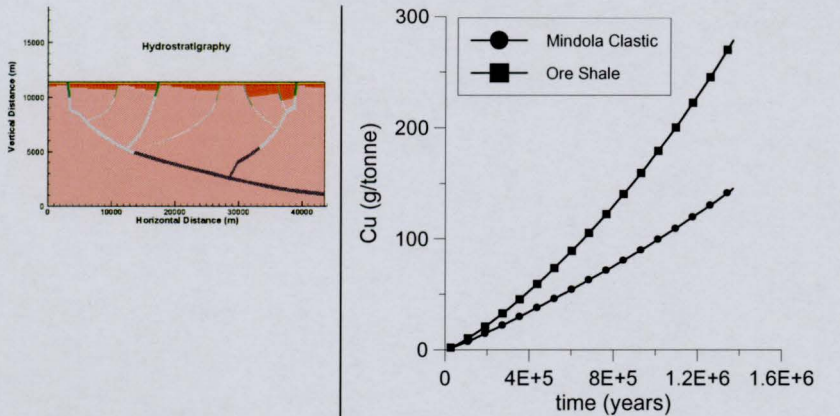 Hydrostratigraphy
Vertical Distance (m)
15000
10000
5000
0
0 10000 20000 30000 40000
Horizontal Distance (m)
Mindola Clastic
Ore Shale
Cu (g/tonne)
300
200
100
0
0 4E+5 8E+5 1.2E+6 1.6E+6
time (years)